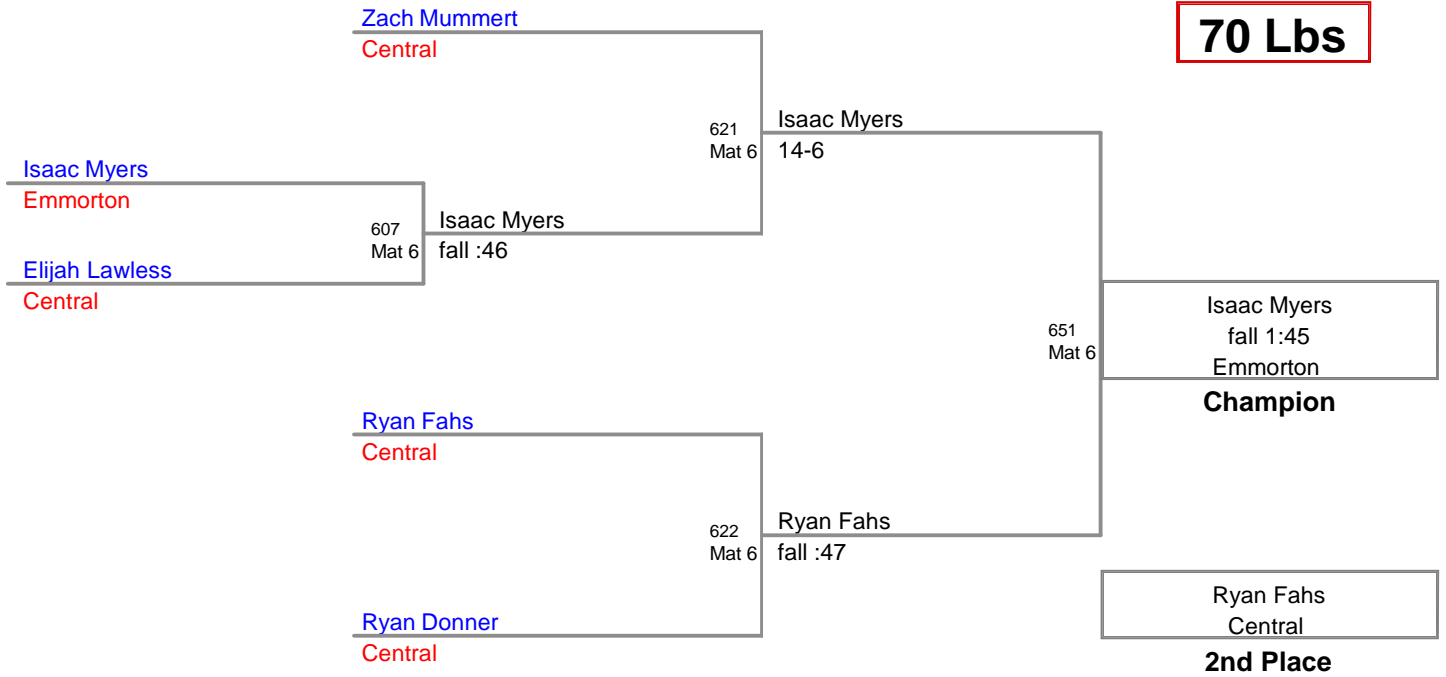 Zach Mummert
Central
70 Lbs
621
Mat 6
Isaac Myers
14-6
Isaac Myers
Emmorton
607
Mat 6
Isaac Myers
fall :46
Elijah Lawless
Central
651
Mat 6
Isaac Myers
fall 1:45
Emmorton
Champion
Ryan Fahs
Central
622
Mat 6
Ryan Fahs
fall :47
Ryan Donner
Central
Ryan Fahs
Central
2nd Place